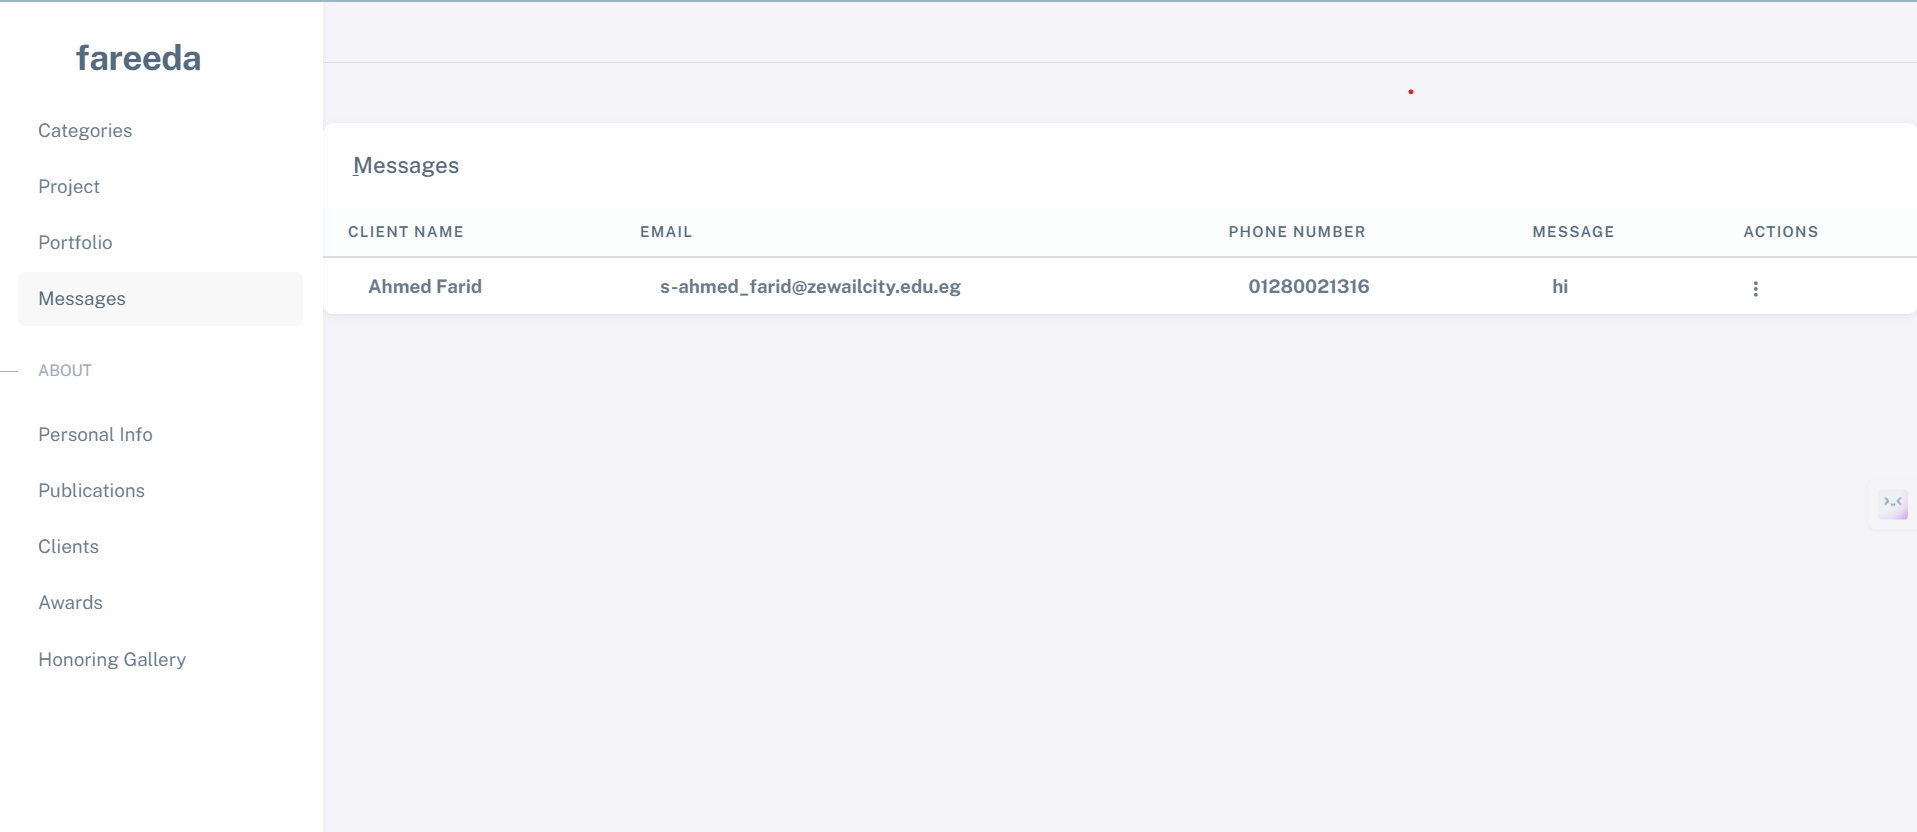 fareeda
Categories
Project
Portfolio
Messages
ABOUT
Personal Info
Publications
Clients
Awards
Honoring Gallery
Messages
CLIENT NAME EMAIL PHONE NUMBER MESSAGE ACTIONS
Ahmed Farid s-ahmed_farid@zewailcity.edu.eg 01280021316 hi